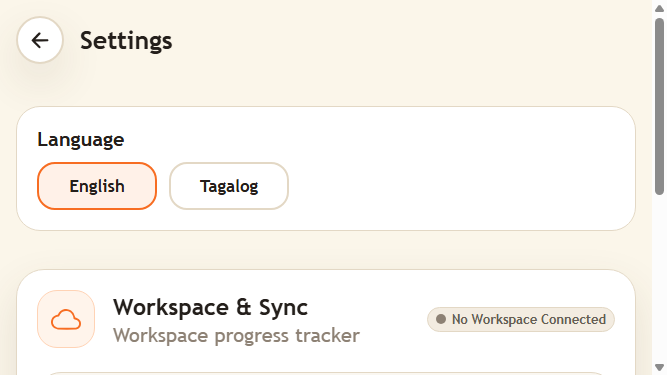 Settings
Language
English
Tagalog
Workspace & Sync
Workspace progress tracker
No Workspace Connected